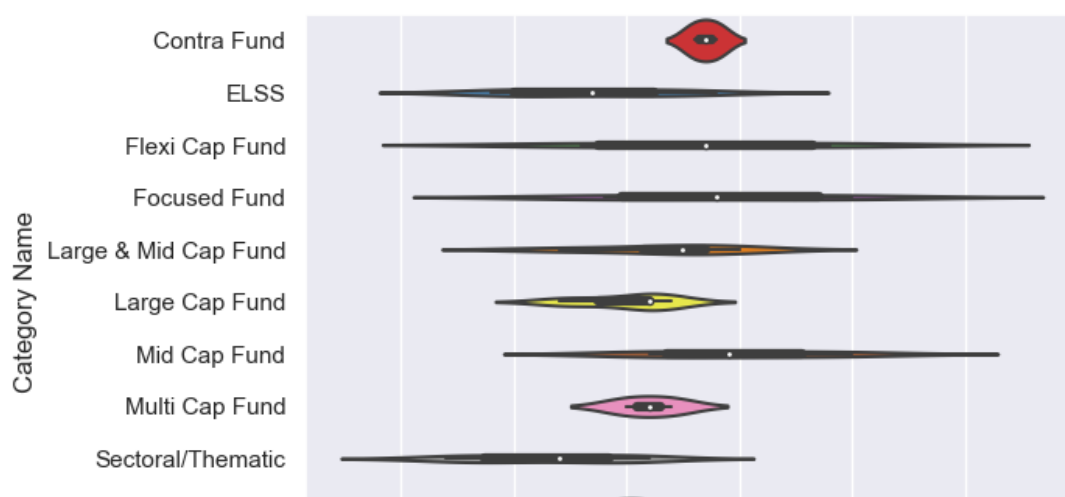 Contra Fund
ELSS
Flexi Cap Fund
Focused Fund
Large & Mid Cap Fund
Large Cap Fund
Mid Cap Fund
Multi Cap Fund
Sectoral/Thematic
Category Name